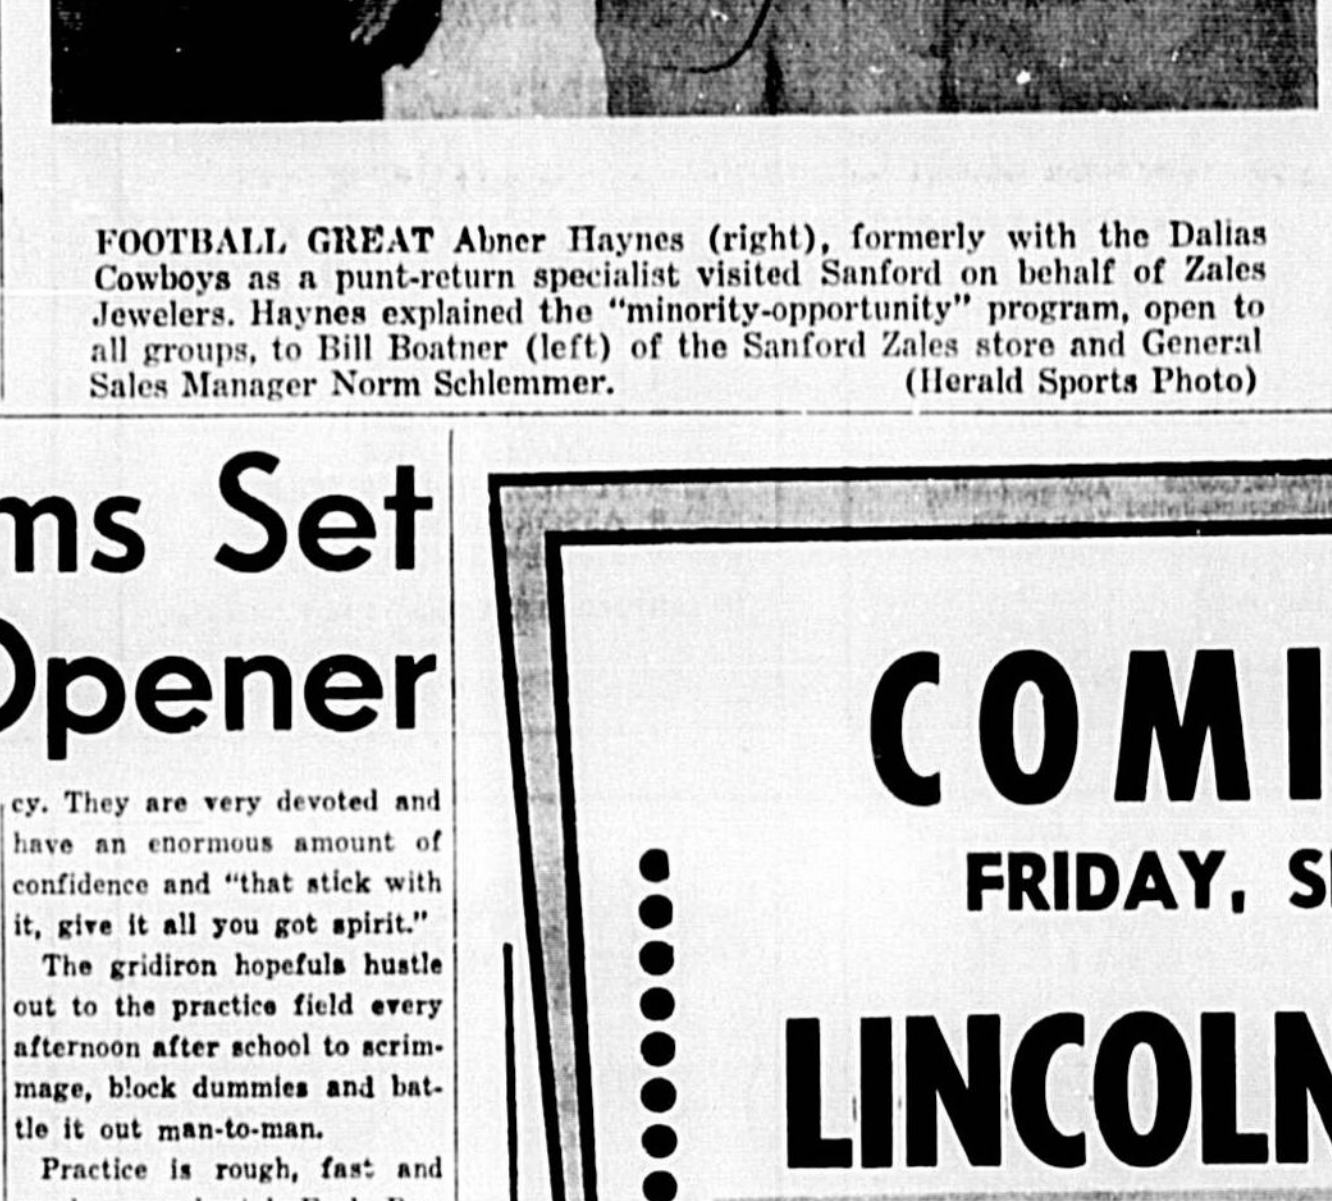 FOOTBALL GREAT Abner Haynes (right), formerly with the Dalias
Cowboys as a punt-return specialist visited Sanford on behalf of Zales
Jewelers. Haynes explained the "minority-opportunity" program, open to
all groups, to Bill Boatner (left) of the Sanford Zales store and General
Sales Manager Norm Schlemmer. (Herald Sports Photo)
ms Set
Opener
cy. They are very devoted and
have an enormous amount of
confidence and "that stick with
it, give it all you got spirit."
The gridiron hopefuls hustle
out to the practice field every
afternoon after school to scrim-
mage, block dummies and bat-
tle it out man-to-man.
Practice is rough, fast and
COMI
FRIDAY, S
LINCOLN